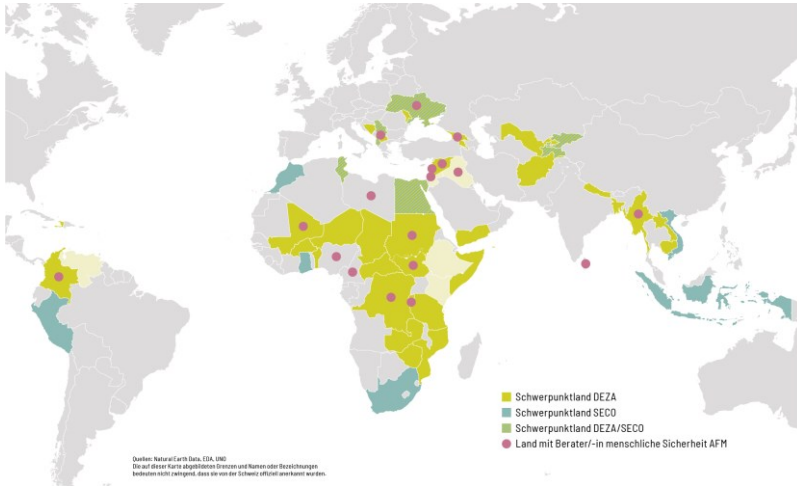 Schwerpunktland DEZA
Schwerpunktland SECO
Schwerpunktland DEZA/SECO
Land mit Berater/-in menschliche Sicherheit AFM
Quellen: Natural Earth Data, EDA, UNO
Die auf dieser Karte abgebildeten Grenzen und Namen oder Bezeichnungen
bedeuten nicht zwingend, dass sie von der Schweiz offiziell anerkannt wurden.